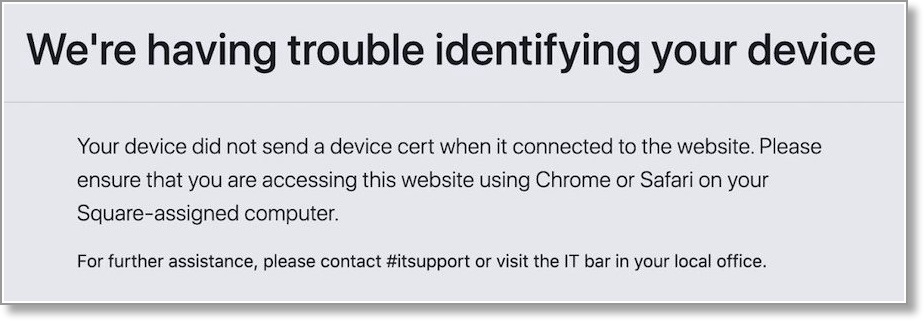 We're having trouble identifying your device
Your device did not send a device cert when it connected to the website. Please
ensure that you are accessing this website using Chrome or Safari on your
Square-assigned computer.
For further assistance, please contact #itsupport or visit the IT bar in your local office.